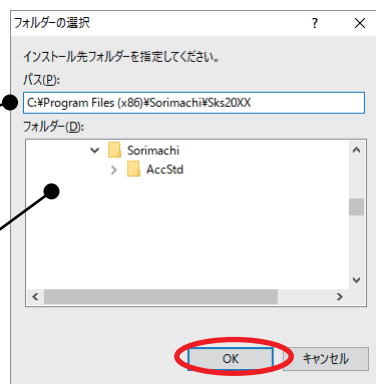 フォルダーの選択 ? ×
インストール先フォルダーを指定してください。
パス(P):
C:¥Program Files (x86)¥Sorimachi¥Sks20XX
フォルダー(D):
Sorimachi
AccStd
OK キャンセル